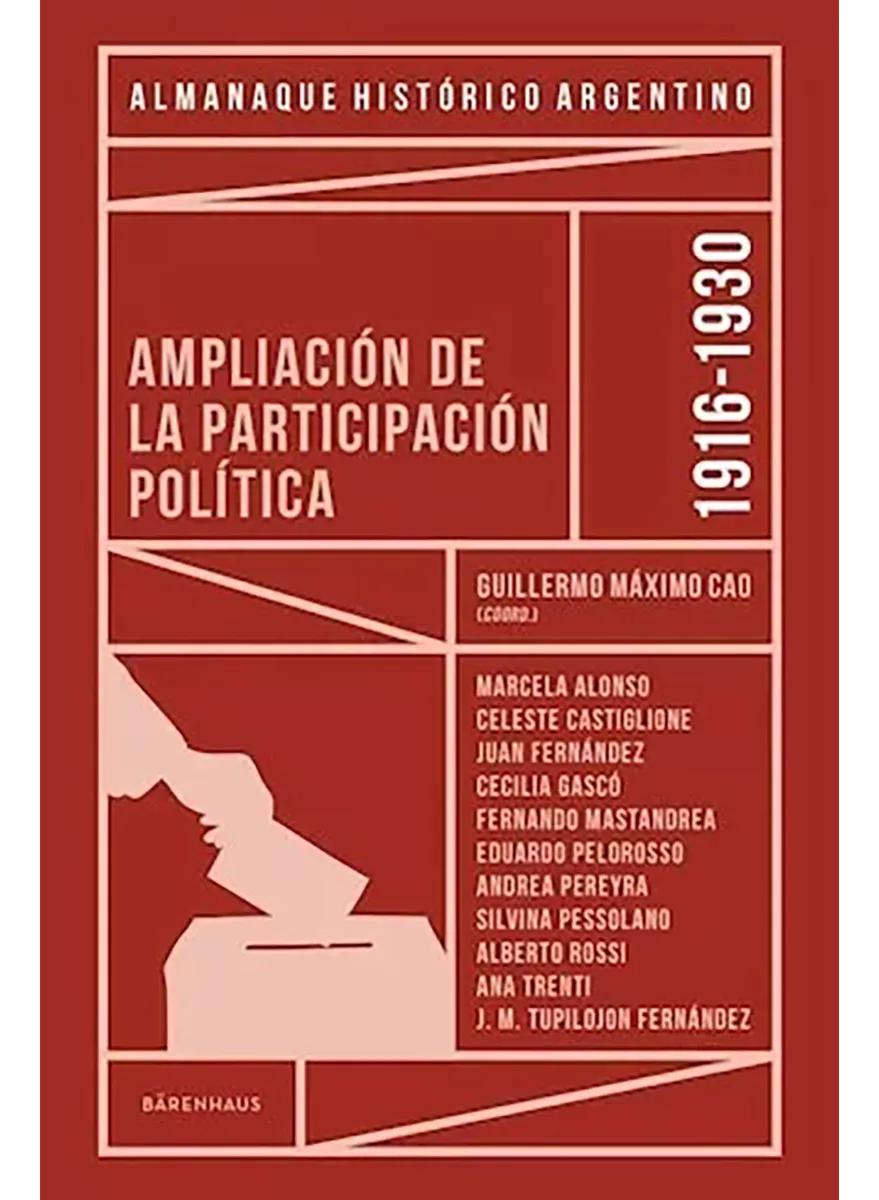 ALMANAQUE HISTÓRICO ARGENTINO
AMPLIACIÓN DE
LA PARTICIPACIÓN
POLÍTICA
1916-1930
GUILLERMO MÁXIMO CAO
(COORD.)
MARCELA ALONSO
CELESTE CASTIGLIONE
JUAN FERNÁNDEZ
CECILIA GASCÓ
FERNANDO MASTANDREA
EDUARDO PELOROSSO
ANDREA PEREYRA
SILVINA PESSOLANO
ALBERTO ROSSI
ANA TRENTI
J. M. TUPILOJON FERNÁNDEZ
BÄRENHAUS